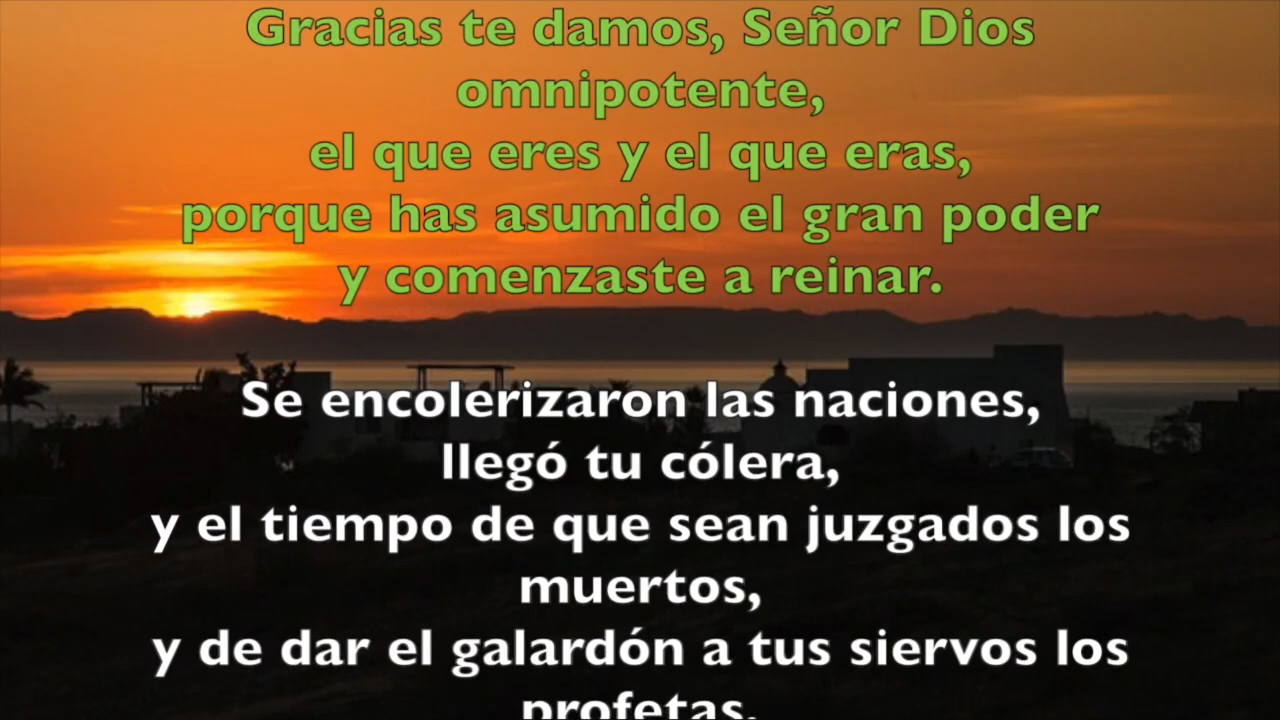 Gracias te damos, Señor Dios
omnipotente,
el que eres y el que eras,
porque has asumido el gran poder
y comenzaste a reinar.
Se encolerizaron las naciones,
llegó tu cólera,
y el tiempo de que sean juzgados los
muertos,
y de dar el galardón a tus siervos los
profetas,